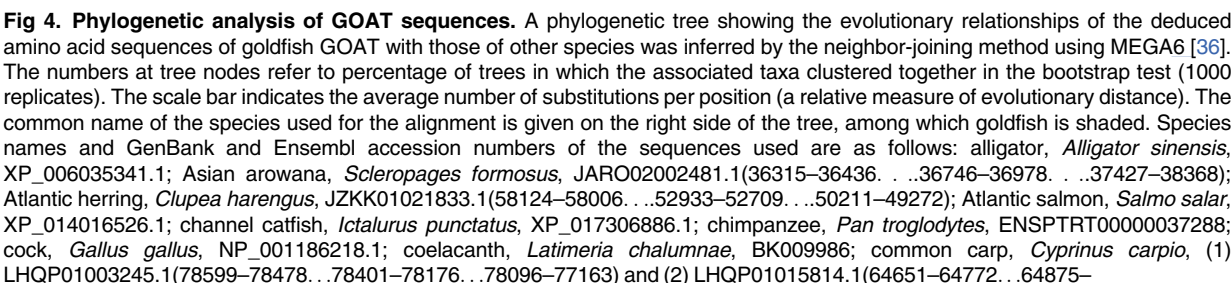 Fig 4. Phylogenetic analysis of GOAT sequences. A phylogenetic tree showing the evolutionary relationships of the deduced
amino acid sequences of goldfish GOAT with those of other species was inferred by the neighbor-joining method using MEGA6 [36].
The numbers at tree nodes refer to percentage of trees in which the associated taxa clustered together in the bootstrap test (1000
replicates). The scale bar indicates the average number of substitutions per position (a relative measure of evolutionary distance). The
common name of the species used for the alignment is given on the right side of the tree, among which goldfish is shaded. Species
names and GenBank and Ensembl accession numbers of the sequences used are as follows: alligator, Alligator sinensis,
XP_006035341.1; Asian arowana, Scleropages formosus, JARO02002481.1(36315–36436. . ..36746–36978. . ..37427–38368);
Atlantic herring, Clupea harengus, JZKK01021833.1(58124–58006. . ..52933–52709. . ..50211–49272); Atlantic salmon, Salmo salar,
XP_014016526.1; channel catfish, Ictalurus punctatus, XP_017306886.1; chimpanzee, Pan troglodytes, ENSPTRT00000037288;
cock, Gallus gallus, NP_001186218.1; coelacanth, Latimeria chalumnae, BK009986; common carp, Cyprinus carpio, (1)
LHQP01003245.1(78599–78478. . .78401–78176. . .78096–77163) and (2) LHQP01015814.1(64651–64772. . .64875–